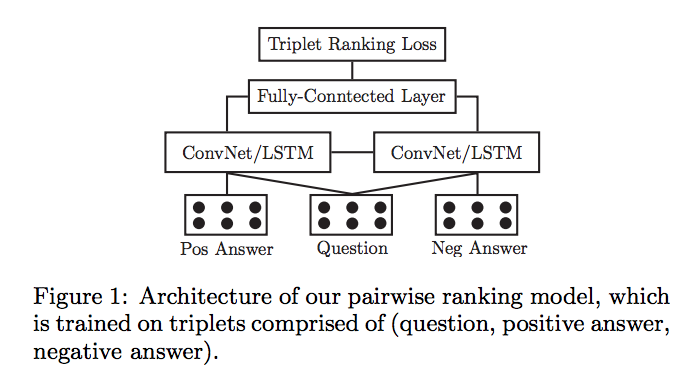 Triplet Ranking Loss
Fully-Conntected Layer
ConvNet/LSTM ConvNet/LSTM
Pos Answer Question Neg Answer
Figure 1: Architecture of our pairwise ranking model, which
is trained on triplets comprised of (question, positive answer,
negative answer).